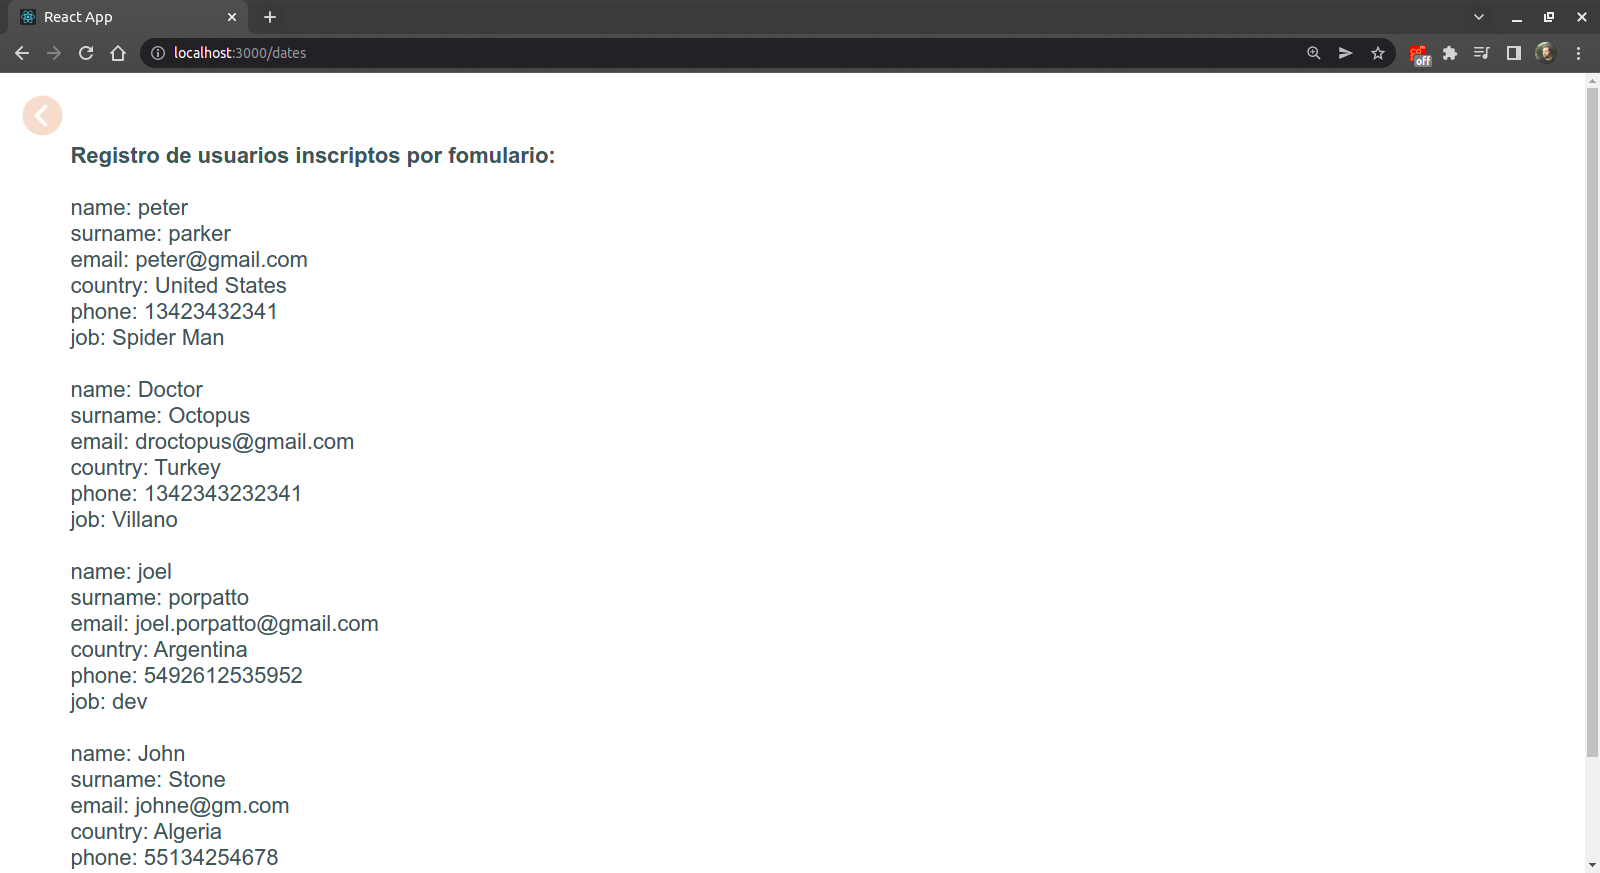 React App
localhost:3000/dates
off
Registro de usuarios inscriptos por fomulario:
name: peter
surname: parker
email: peter@gmail.com
country: United States
phone: 13423432341
job: Spider Man
name: Doctor
surname: Octopus
email: droctopus@gmail.com
country: Turkey
phone: 1342343232341
job: Villano
name: joel
surname: porpatto
email: joel.porpatto@gmail.com
country: Argentina
phone: 5492612535952
job: dev
name: John
surname: Stone
email: johne@gm.com
country: Algeria
phone: 55134254678